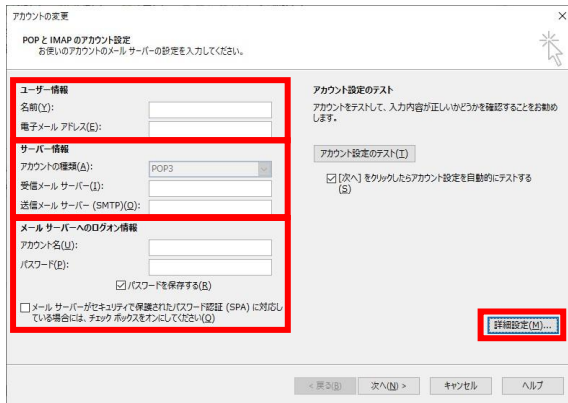 アカウントの変更
×
POP と IMAP のアカウント設定
お使いのアカウントのメール サーバーの設定を入力してください。
ユーザー情報
名前(Y):
電子メール アドレス(E):
サーバー情報
アカウントの種類(A):
POP3
受信メール サーバー(I):
送信メール サーバー (SMTP)(O):
メール サーバーへのログオン情報
アカウント名(U):
パスワード(P):
パスワードを保存する(R)
メール サーバーがセキュリティで保護されたパスワード認証 (SPA) に対応し
ている場合には、チェック ボックスをオンにしてください(Q)
アカウント設定のテスト
アカウントをテストして、入力内容が正しいかどうかを確認することをお勧め
します。
アカウント設定のテスト(T)
[次へ] をクリックしたらアカウント設定を自動的にテストする
(S)
詳細設定(M)...
< 戻る(B)
次へ(N) >
キャンセル
ヘルプ